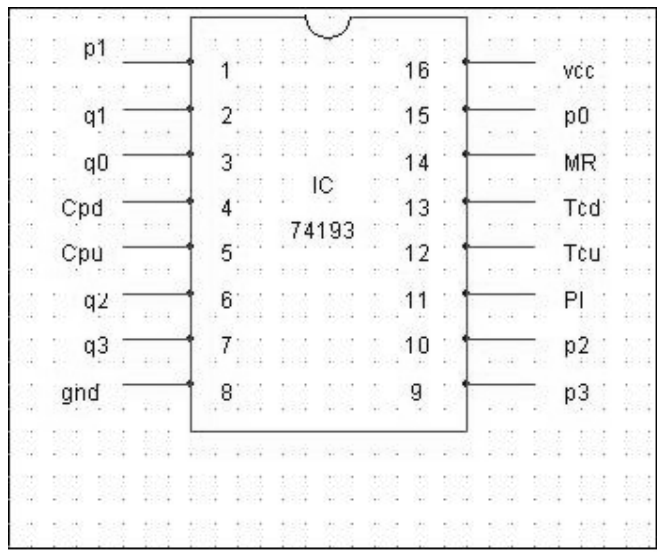 p1 1 16 vcc
q1 2 15 p0
q0 3 14 MR
IC
Cpd 4 13 Tcd
74193
Cpu 5 12 Tcu
q2 6 11 Pl
q3 7 10 p2
gnd 8 9 p3